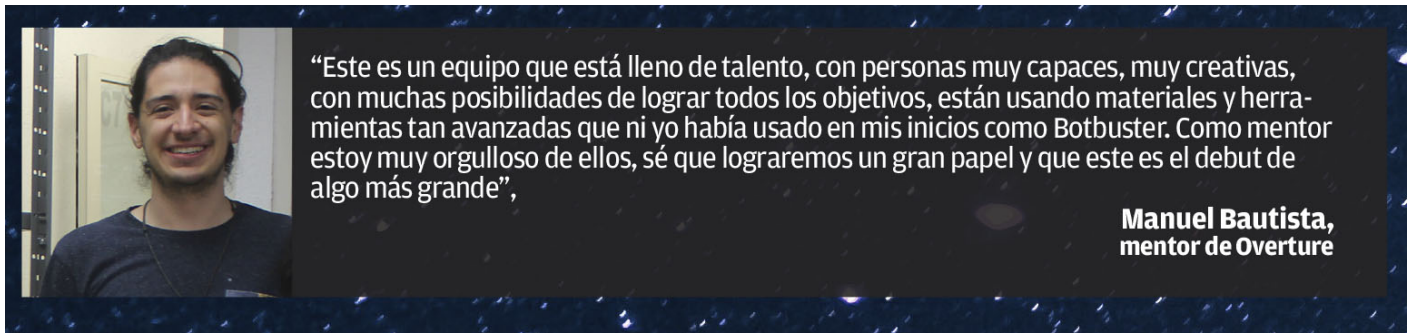 “Este es un equipo que está lleno de talento, con personas muy capaces, muy creativas,
con muchas posibilidades de lograr todos los objetivos, están usando materiales y herra-
mientas tan avanzadas que ni yo había usado en mis inicios como Botbuster. Como mentor
estoy muy orgulloso de ellos, sé que lograremos un gran papel y que este es el debut de
algo más grande”,
Manuel Bautista,
mentor de Overture